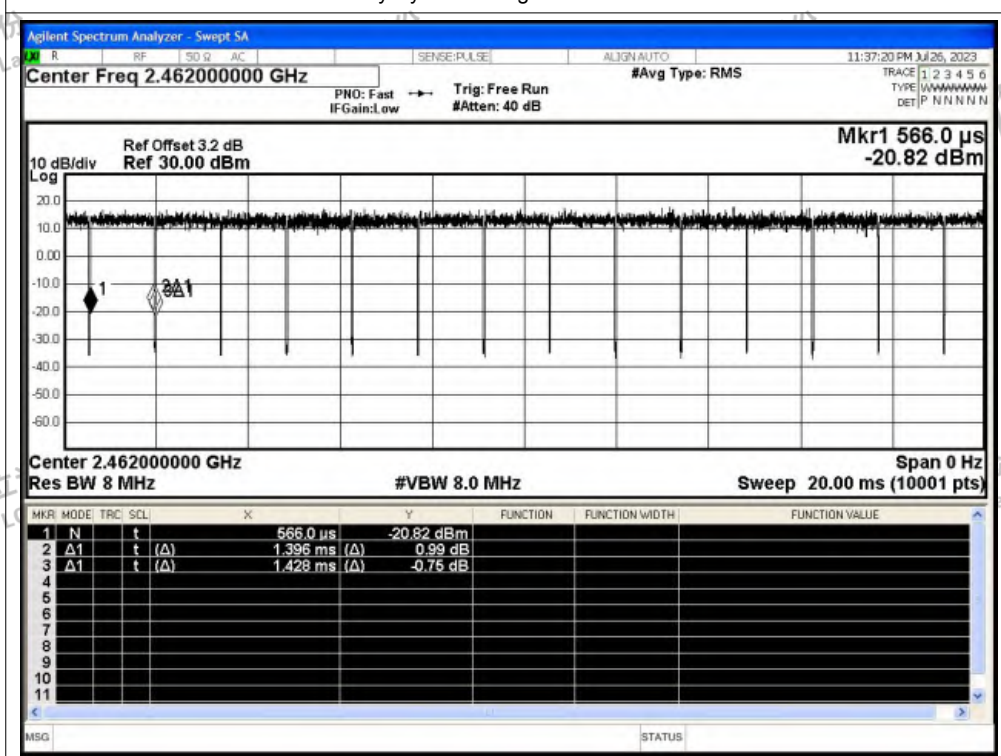 Agilent Spectrum Analyzer - Swept SA
R RF 50 Ω AC SENSE:PULSE ALIGN AUTO 11:37:20 PM Jul 26, 2023
Center Freq 2.462000000 GHz #Avg Type: RMS TRACE 1 2 3 4 5 6
PNO: Fast Trig: Free Run TYPE
IFGain:Low #Atten: 40 dB DET P N N N N N
Mkr1 566.0 µs
Ref Offset 3.2 dB
10 dB/div Ref 30.00 dBm -20.82 dBm
Log
20.0
10.0
0.00
-10.0
1
-20.0
-30.0
-40.0
-50.0
-60.0
Center 2.462000000 GHz Span 0 Hz
Res BW 8 MHz #VBW 8.0 MHz Sweep 20.00 ms (10001 pts)
MKR MODE TRC SCL X Y FUNCTION FUNCTION WIDTH FUNCTION VALUE
1 N t 566.0 µs -20.82 dBm
2 Δ1 t (Δ) 1.396 ms (Δ) 0.99 dB
3 Δ1 t (Δ) 1.428 ms (Δ) -0.75 dB
4
5
6
7
8
9
10
11
MSG STATUS